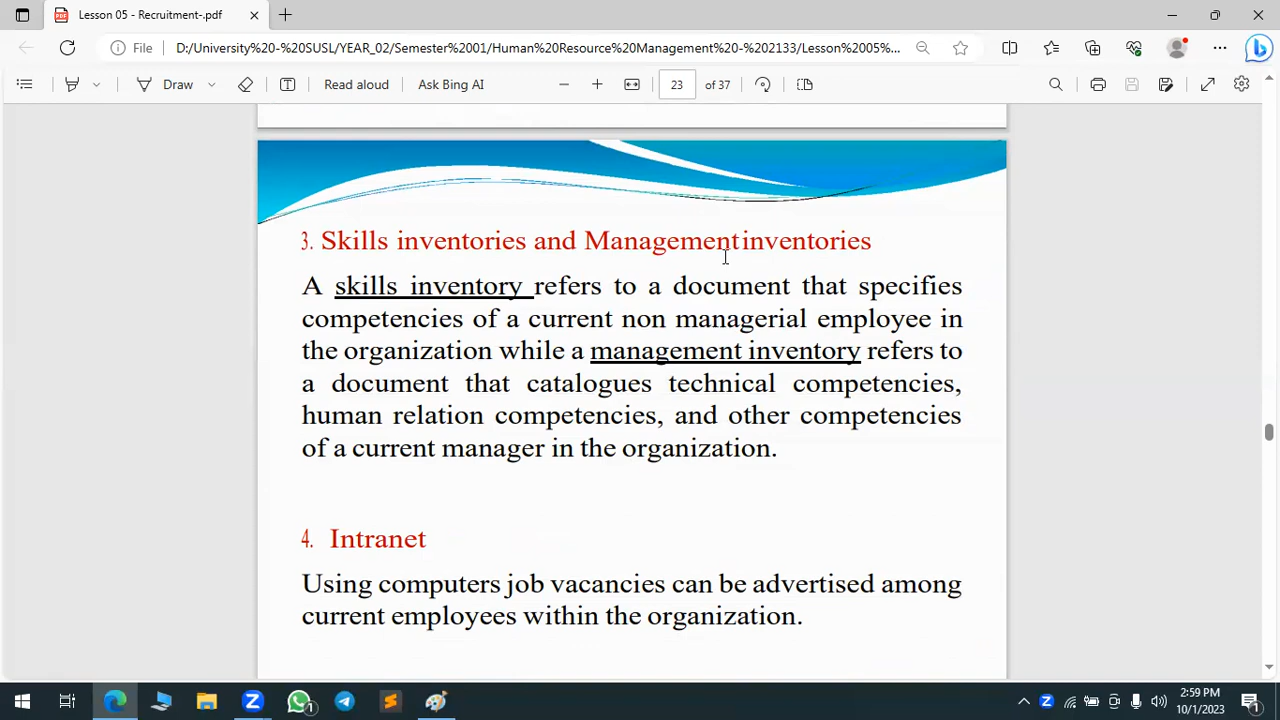 Lesson 05 - Recruitment-.pdf
File
D:/University%20-%20SUSL/YEAR_02/Semester%2001/Human%20Resource%20Management%20-%202133/Lesson%2005%...
Draw
Read aloud
Ask Bing AI
23
of 37
3. Skills inventories and Management inventories
A skills inventory refers to a document that specifies
competencies of a current non managerial employee in
the organization while a management inventory refers to
a document that catalogues technical competencies,
human relation competencies, and other competencies
of a current manager in the organization.
4. Intranet
Using computers job vacancies can be advertised among
current employees within the organization.
1
2:59 PM
10/1/2023
1